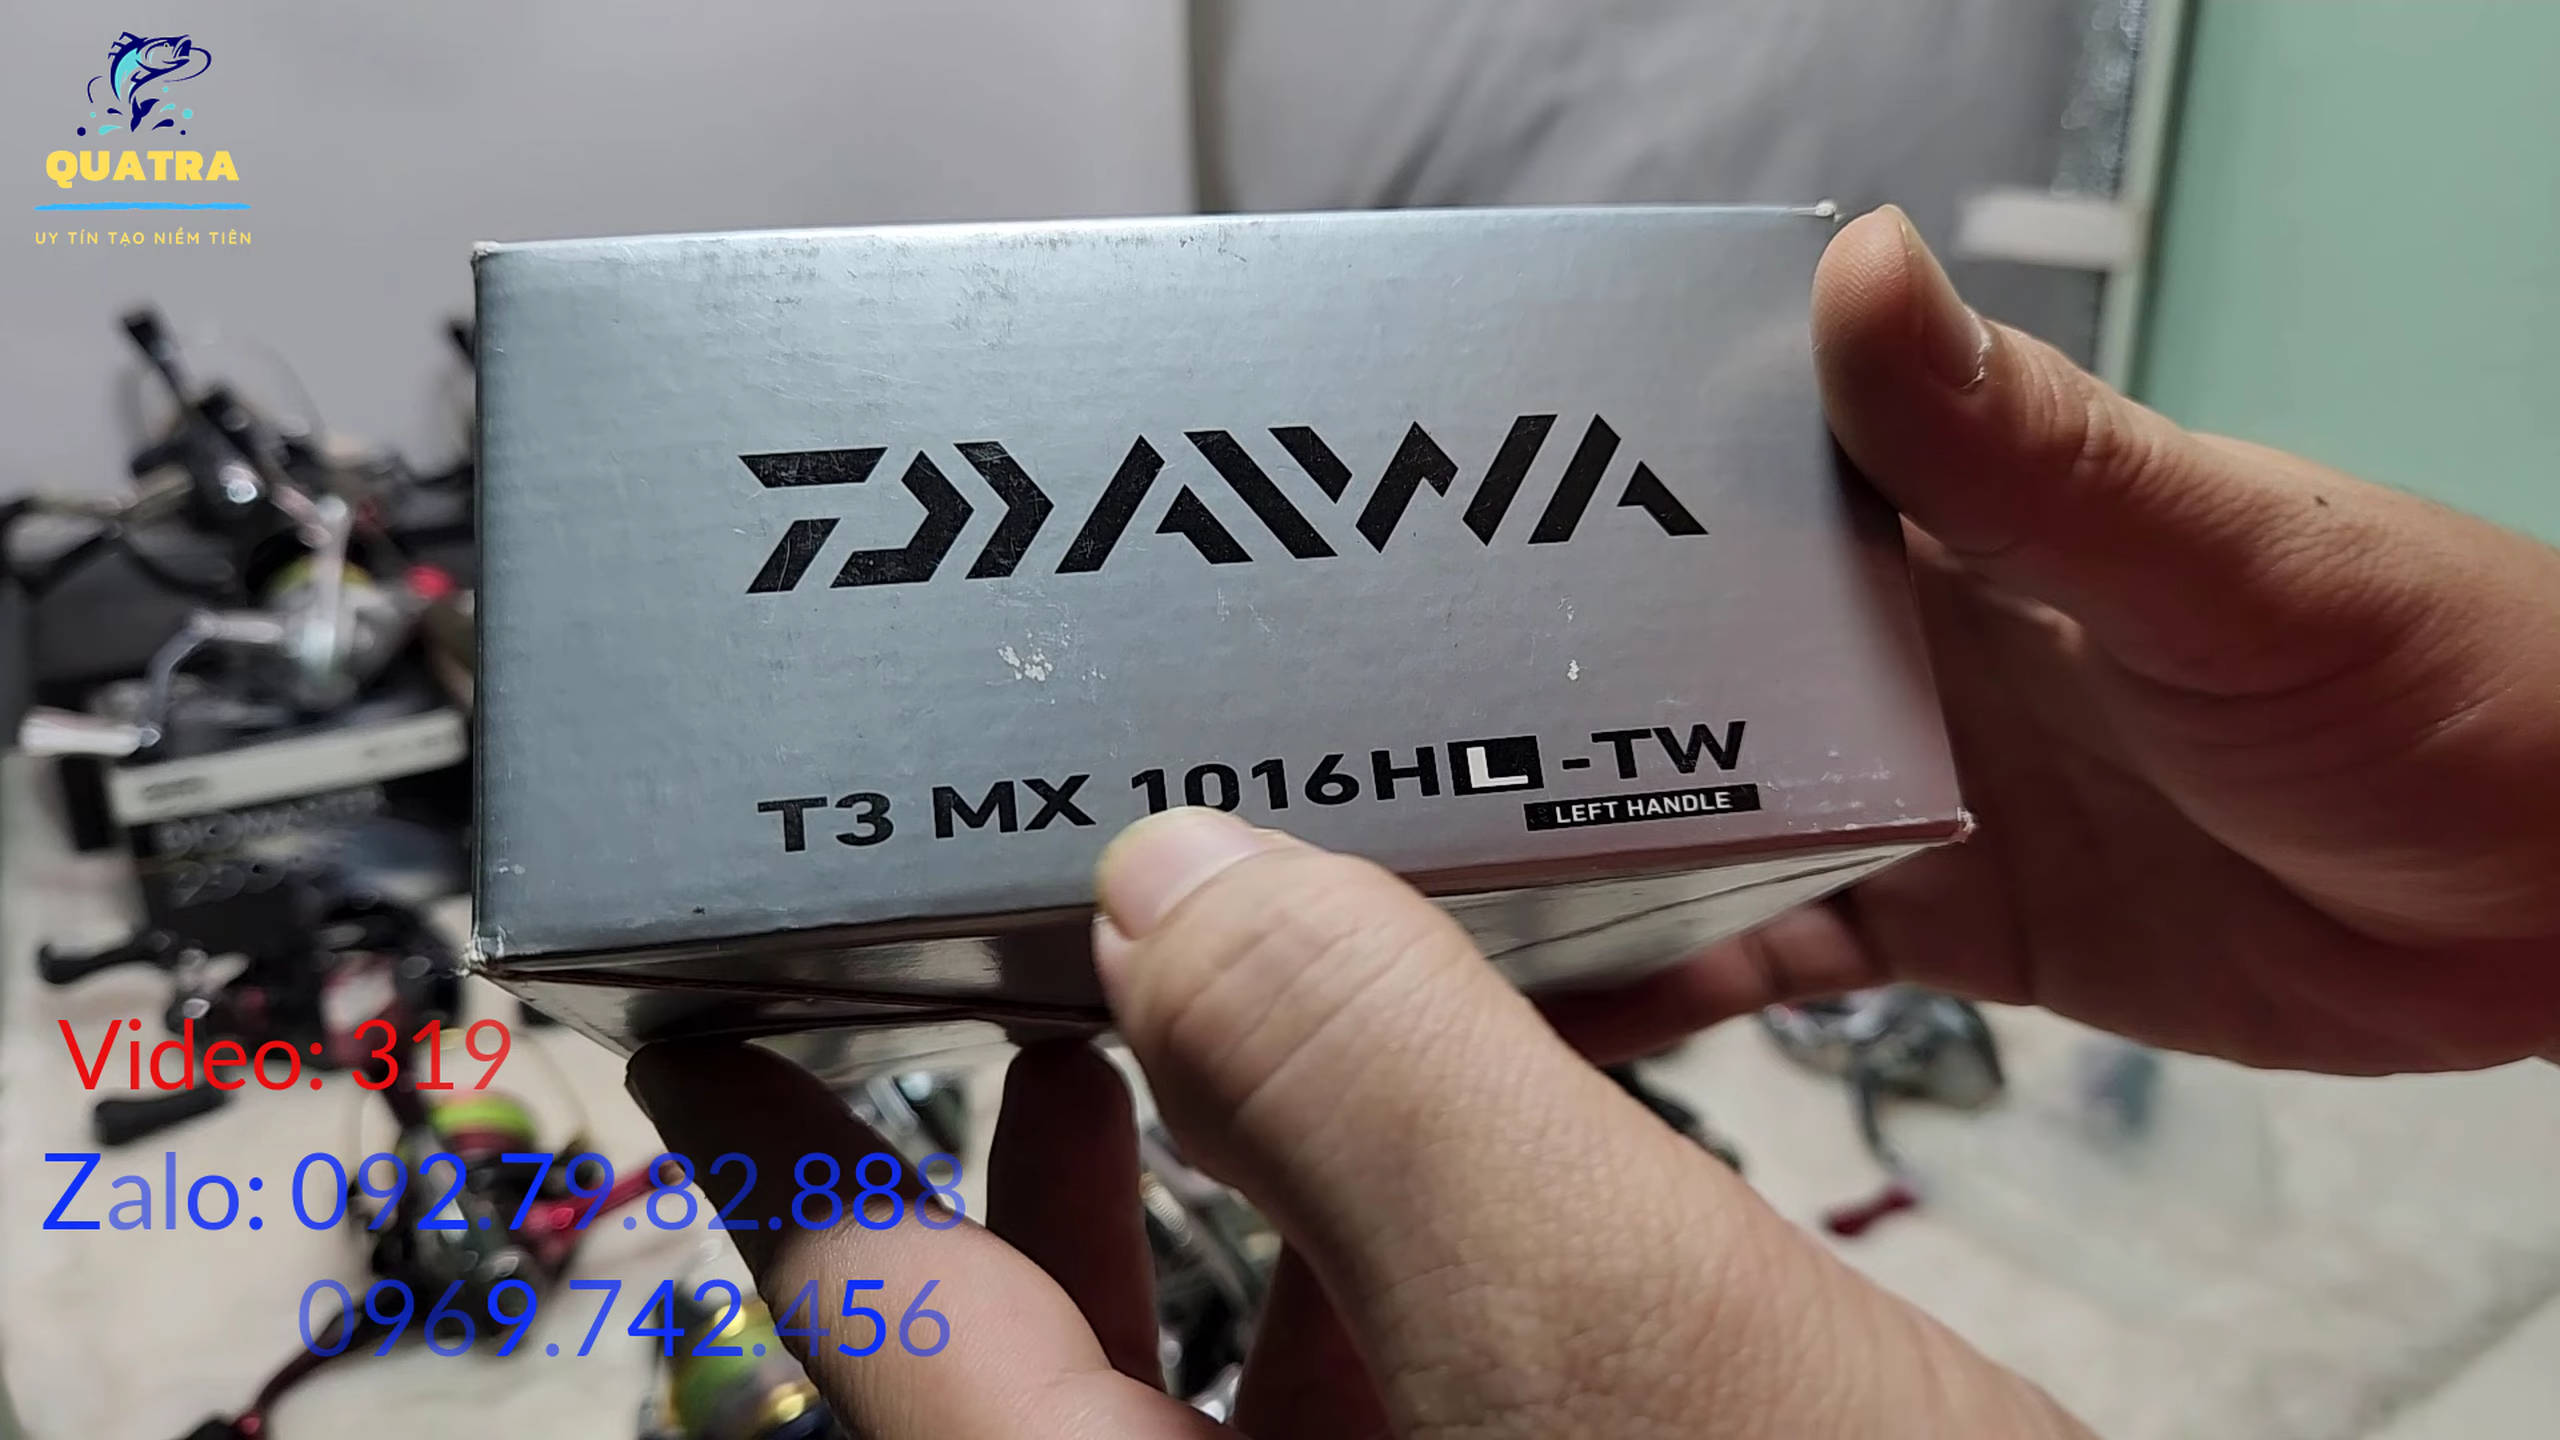 QUATRA
UY TÍN TẠO NIỀM TIÊN
DAIWA
T3 MX 1016HL-TW
LEFT HANDLE
Video: 319
Zalo: 092.79.82.888
0969.742.456